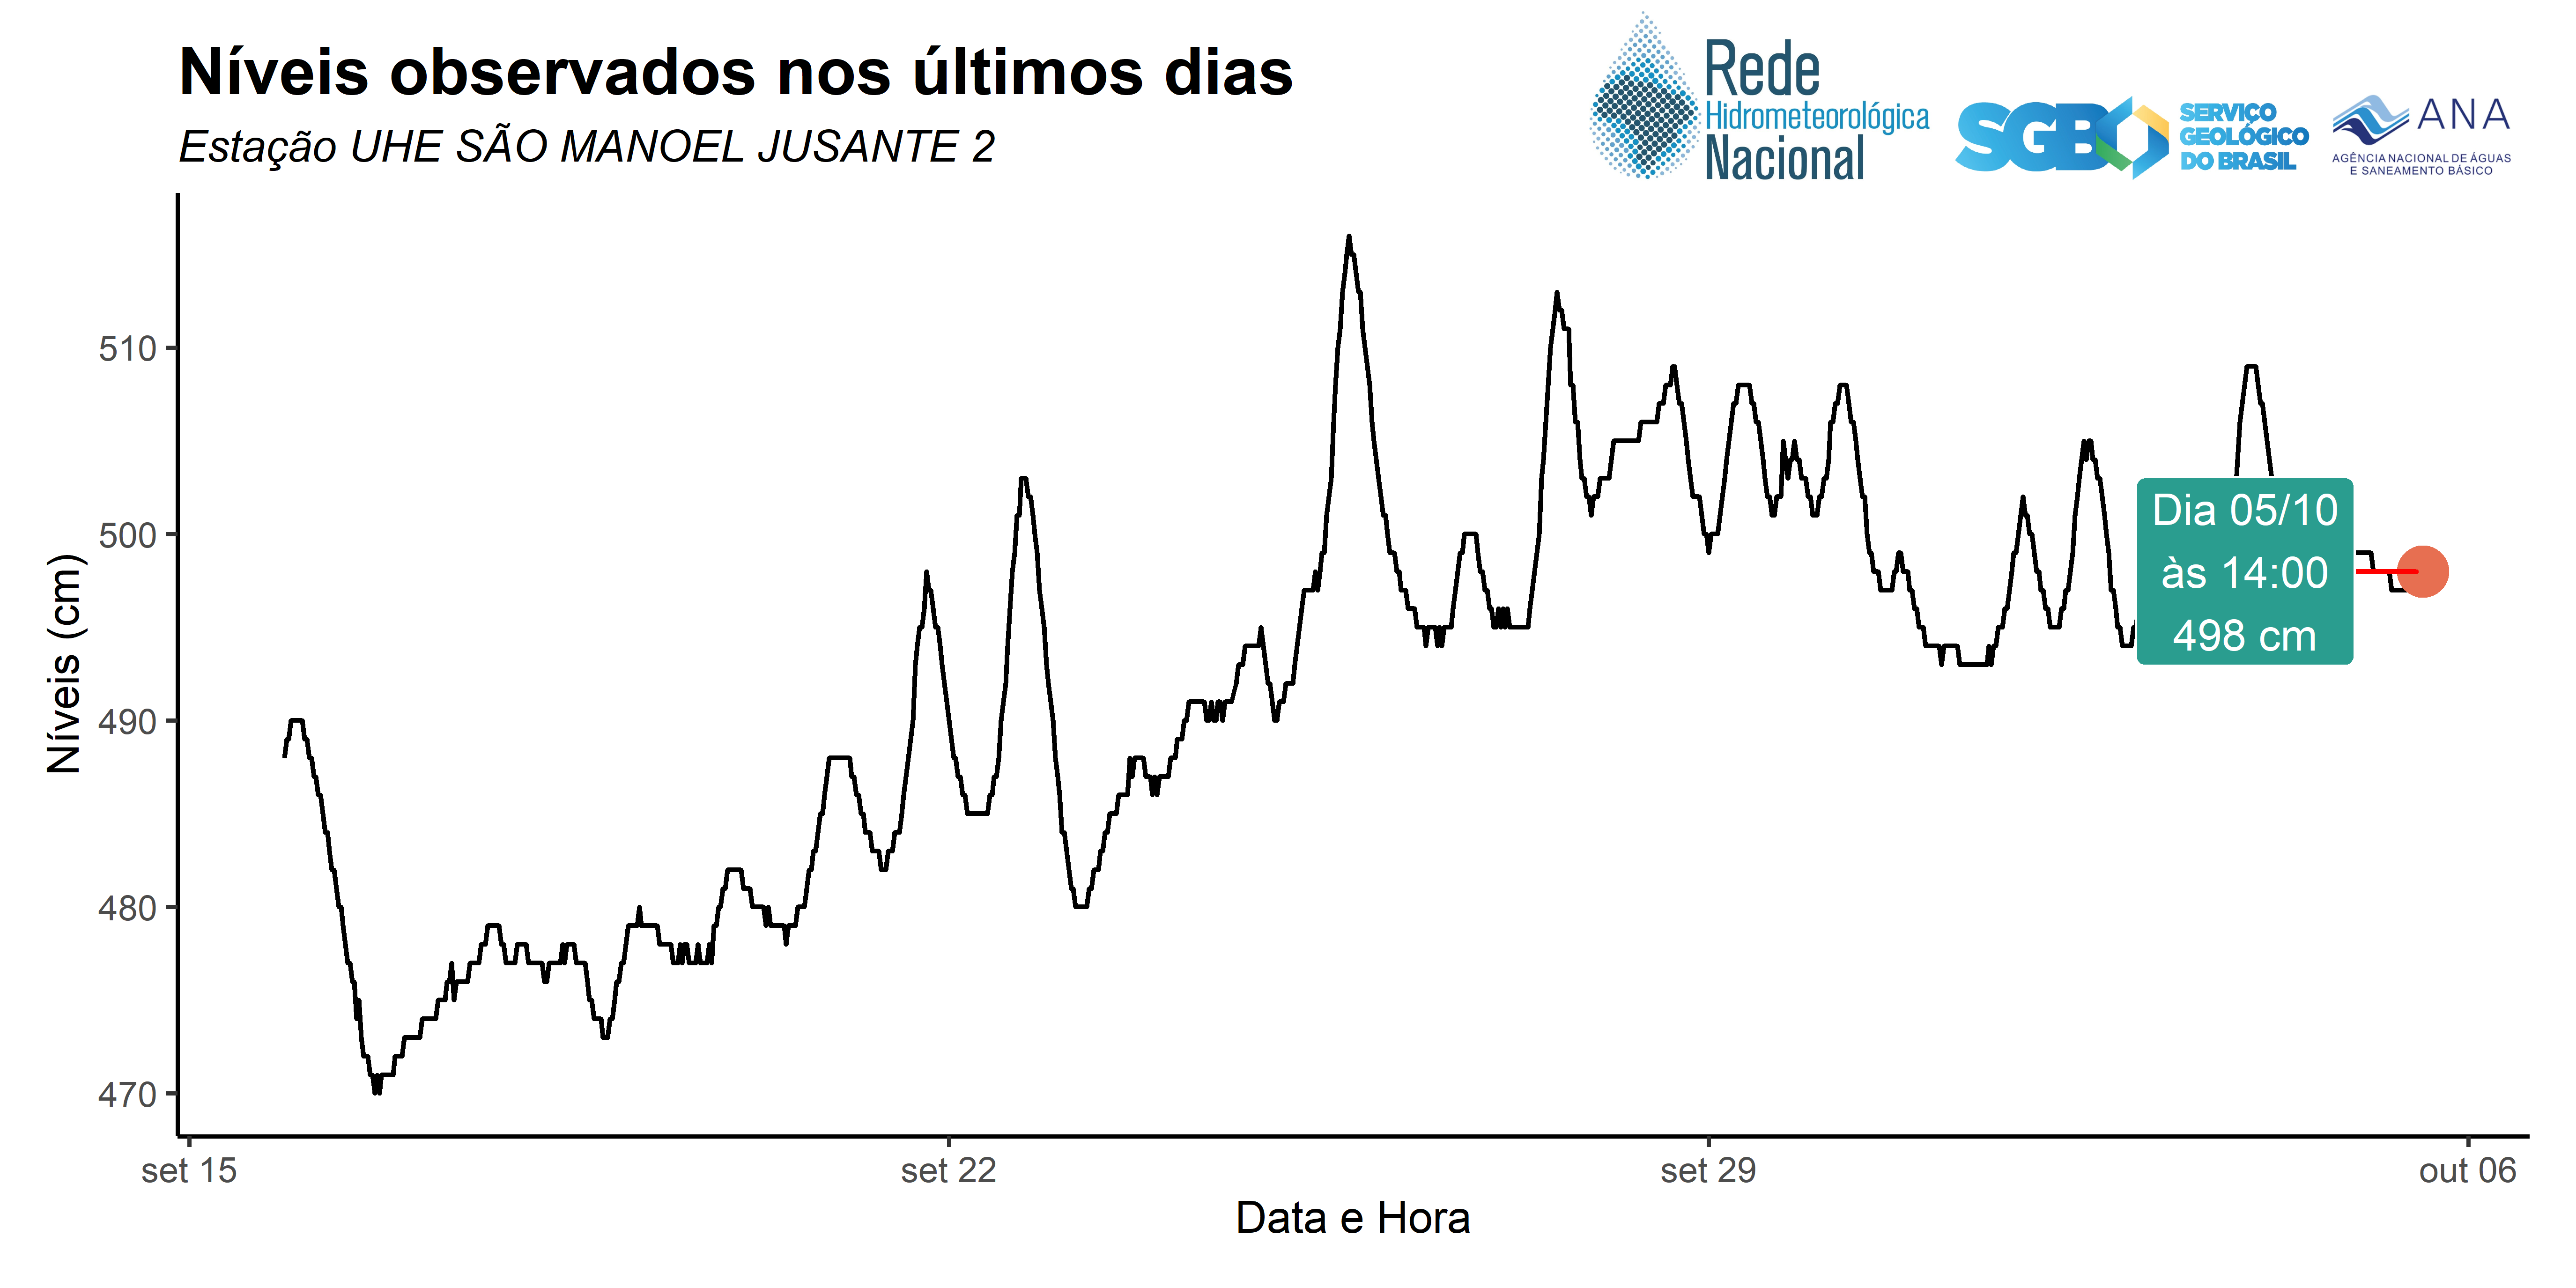 Níveis observados nos últimos dias
Estação UHE SÃO MANOEL JUSANTE 2
Rede
Hidrometeorológica
Nacional
SGB
SERVIÇO
GEOLÓGICO
DO BRASIL
ANA
AGÊNCIA NACIONAL DE ÁGUAS
E SANEAMENTO BÁSICO
Níveis (cm)
510
500
490
480
470
Dia 05/10
às 14:00
498 cm
set 15
set 22
set 29
out 06
Data e Hora